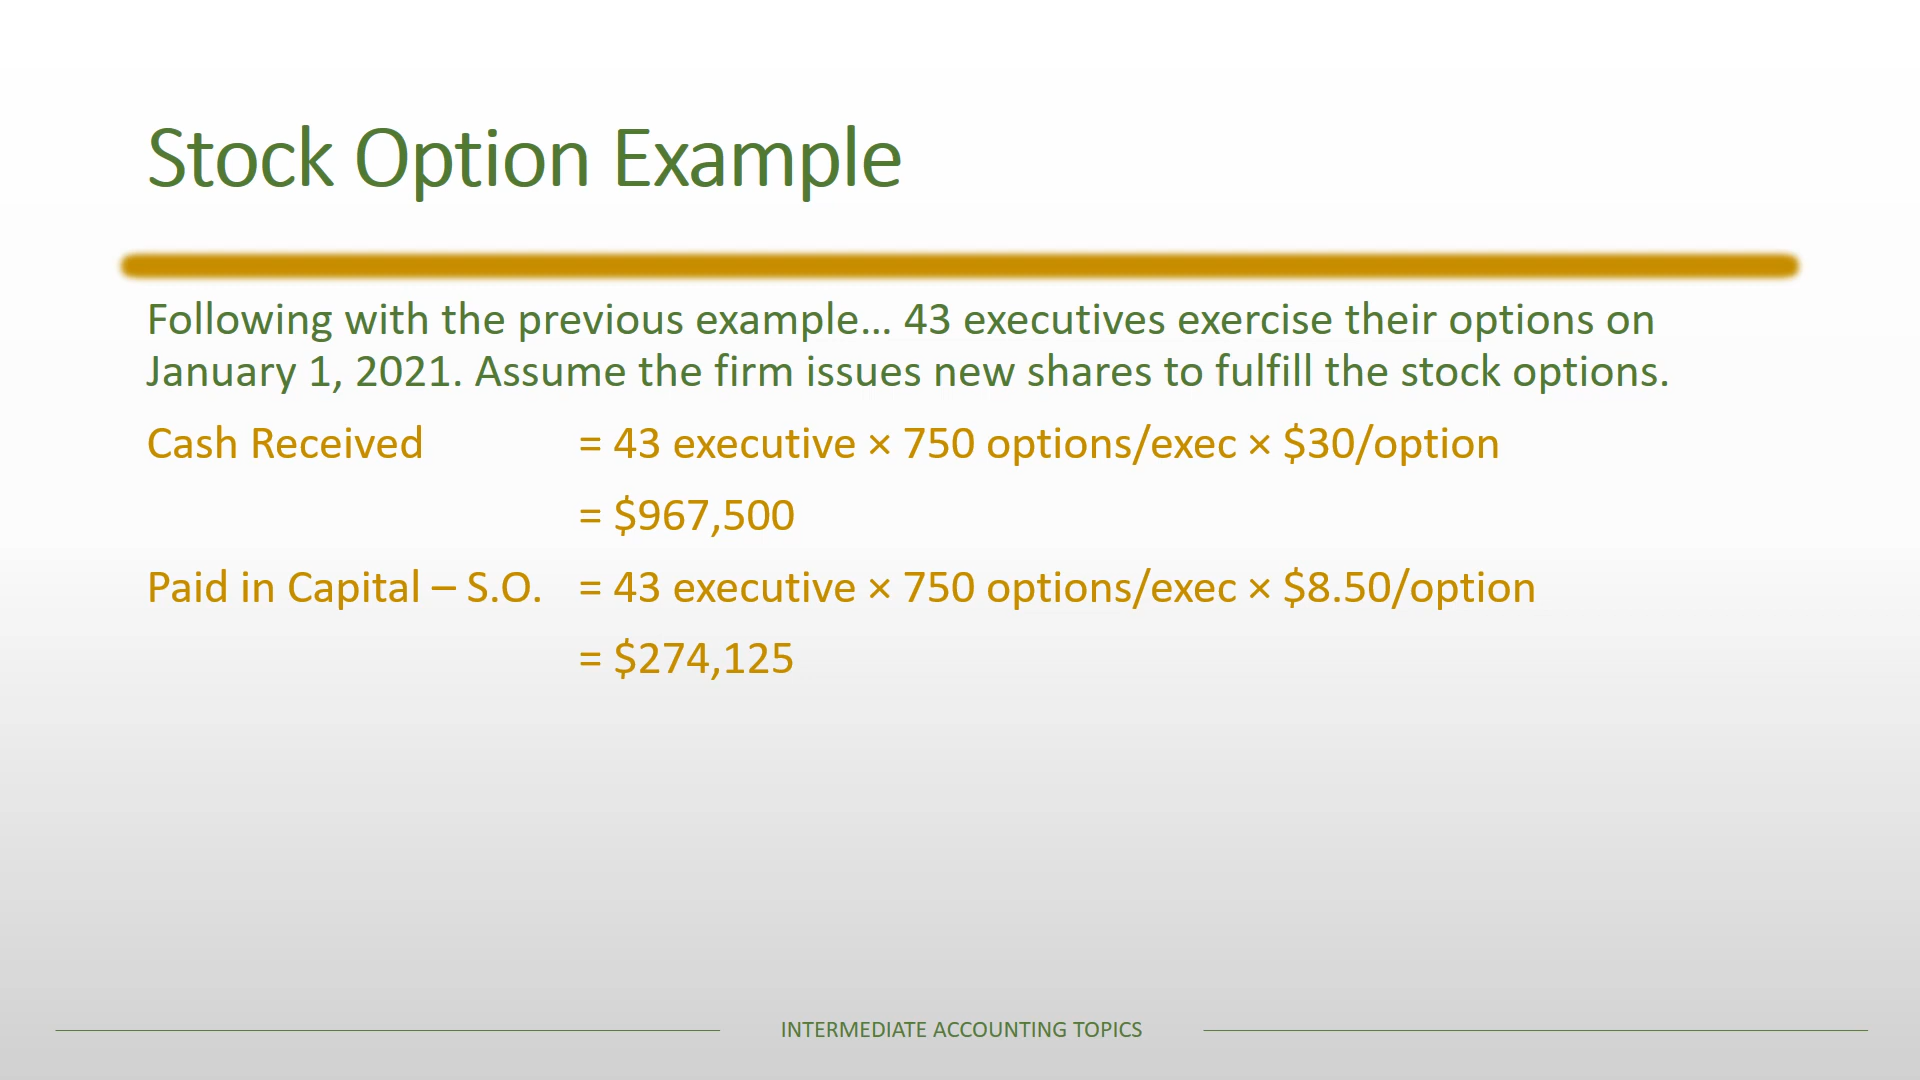 Stock Option Example
Following with the previous example... 43 executives exercise their options on
January 1, 2021. Assume the firm issues new shares to fulfill the stock options.
Cash Received = 43 executive × 750 options/exec × $30/option
= $967,500
Paid in Capital – S.O. = 43 executive × 750 options/exec × $8.50/option
= $274,125
INTERMEDIATE ACCOUNTING TOPICS